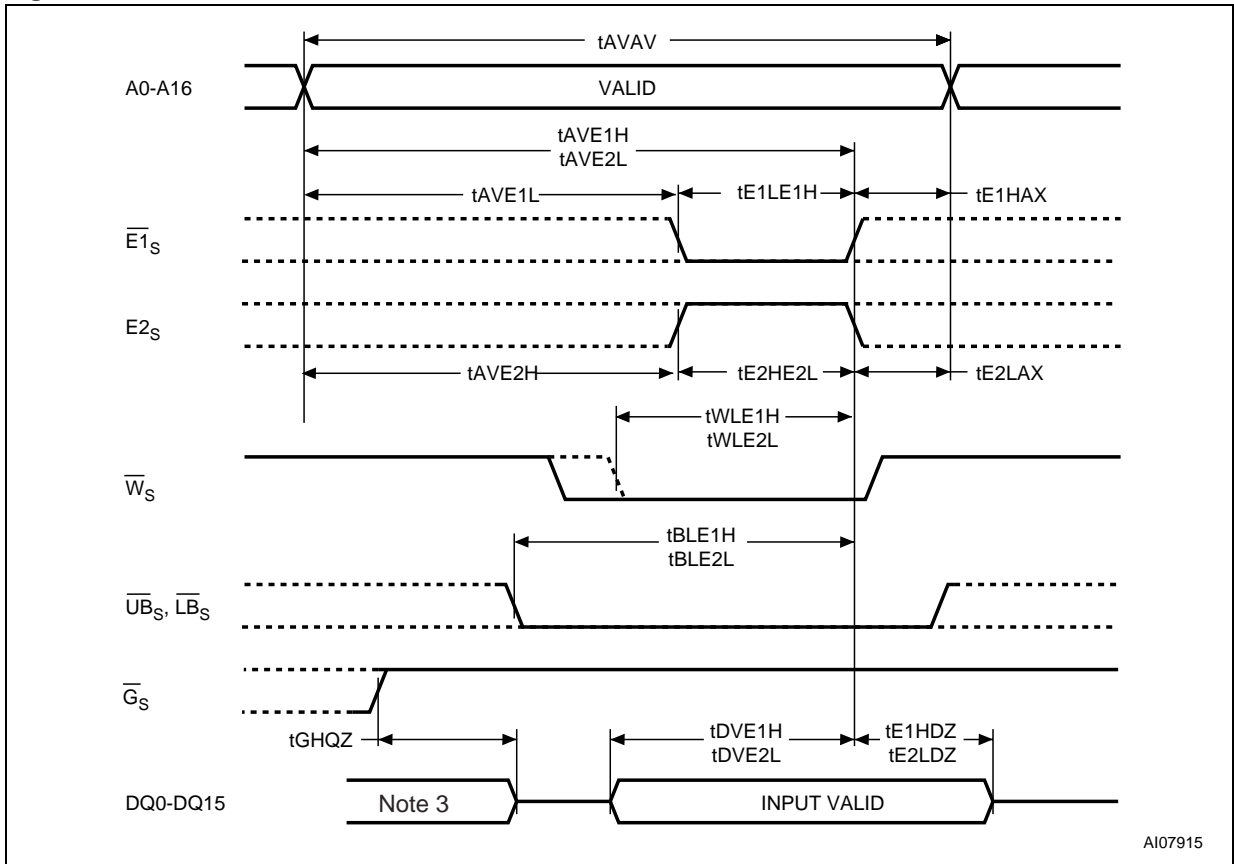 tAVAV
A0-A16
VALID
tAVE1H
tAVE2L
tAVE1L
tE1LE1H
tE1HAX
E1S
E2S
tAVE2H
tE2HE2L
tE2LAX
tWLE1H
tWLE2L
WS
tBLE1H
tBLE2L
UBS, LBS
GS
tGHQZ
tDVE1H
tDVE2L
tE1HDZ
tE2LDZ
DQ0-DQ15
Note 3
INPUT VALID
AI07915